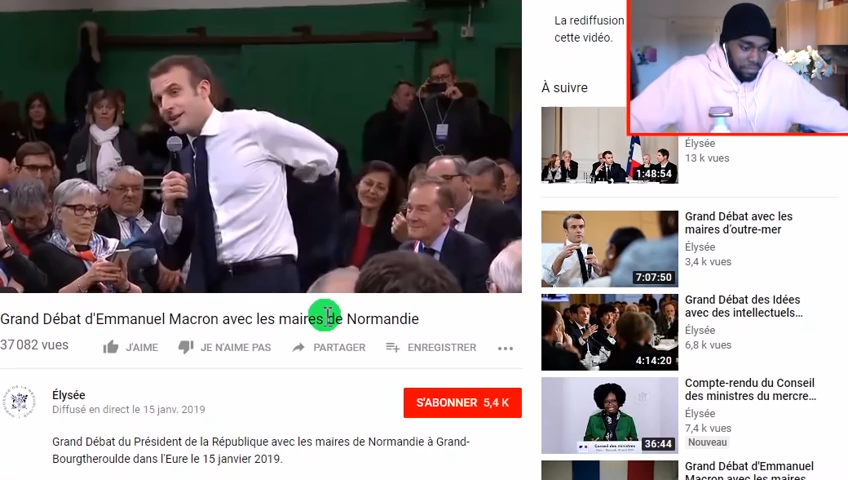 La rediffusion
cette vidéo.
À suivre
1:48:54
Élysée
13 k vues
7:07:50
Grand Débat avec les
maires d'outre-mer
Élysée
3,4 k vues
4:14:20
Grand Débat des Idées
avec des intellectuels...
Élysée
6,8 k vues
36:44
Compte-rendu du Conseil
des ministres du mercre...
Élysée
7,4 k vues
Nouveau
Grand Débat d'Emmanuel
Macron avec les maires
Grand Débat d'Emmanuel Macron avec les maires de Normandie
37 082 vues
J'AIME
JE N'AIME PAS
PARTAGER
ENREGISTRER
Élysée
Diffusé en direct le 15 janv. 2019
S'ABONNER 5,4 K
Grand Débat du Président de la République avec les maires de Normandie à Grand-
Bourgtheroulde dans l'Eure le 15 janvier 2019.